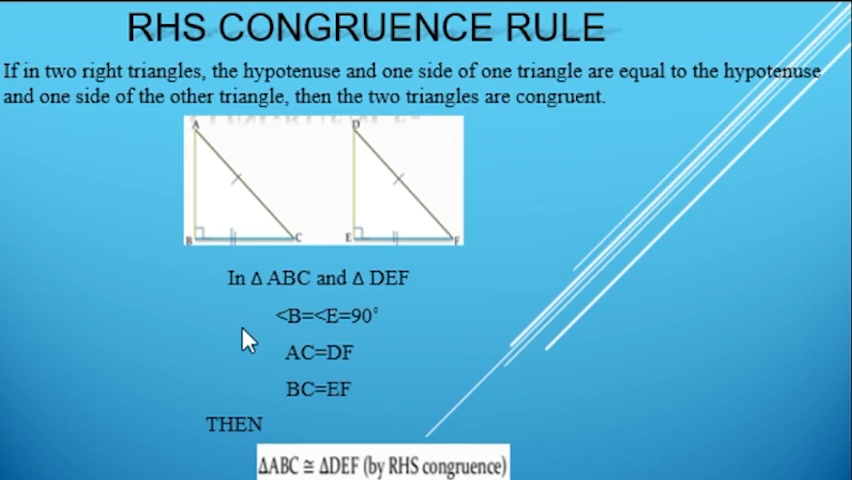 RHS CONGRUENCE RULE
If in two right triangles, the hypotenuse and one side of one triangle are equal to the hypotenuse
and one side of the other triangle, then the two triangles are congruent.
A D
B C E F
In Δ ABC and Δ DEF
<B=<E=90°
AC=DF
BC=EF
THEN
ΔABC ≅ ΔDEF (by RHS congruence)